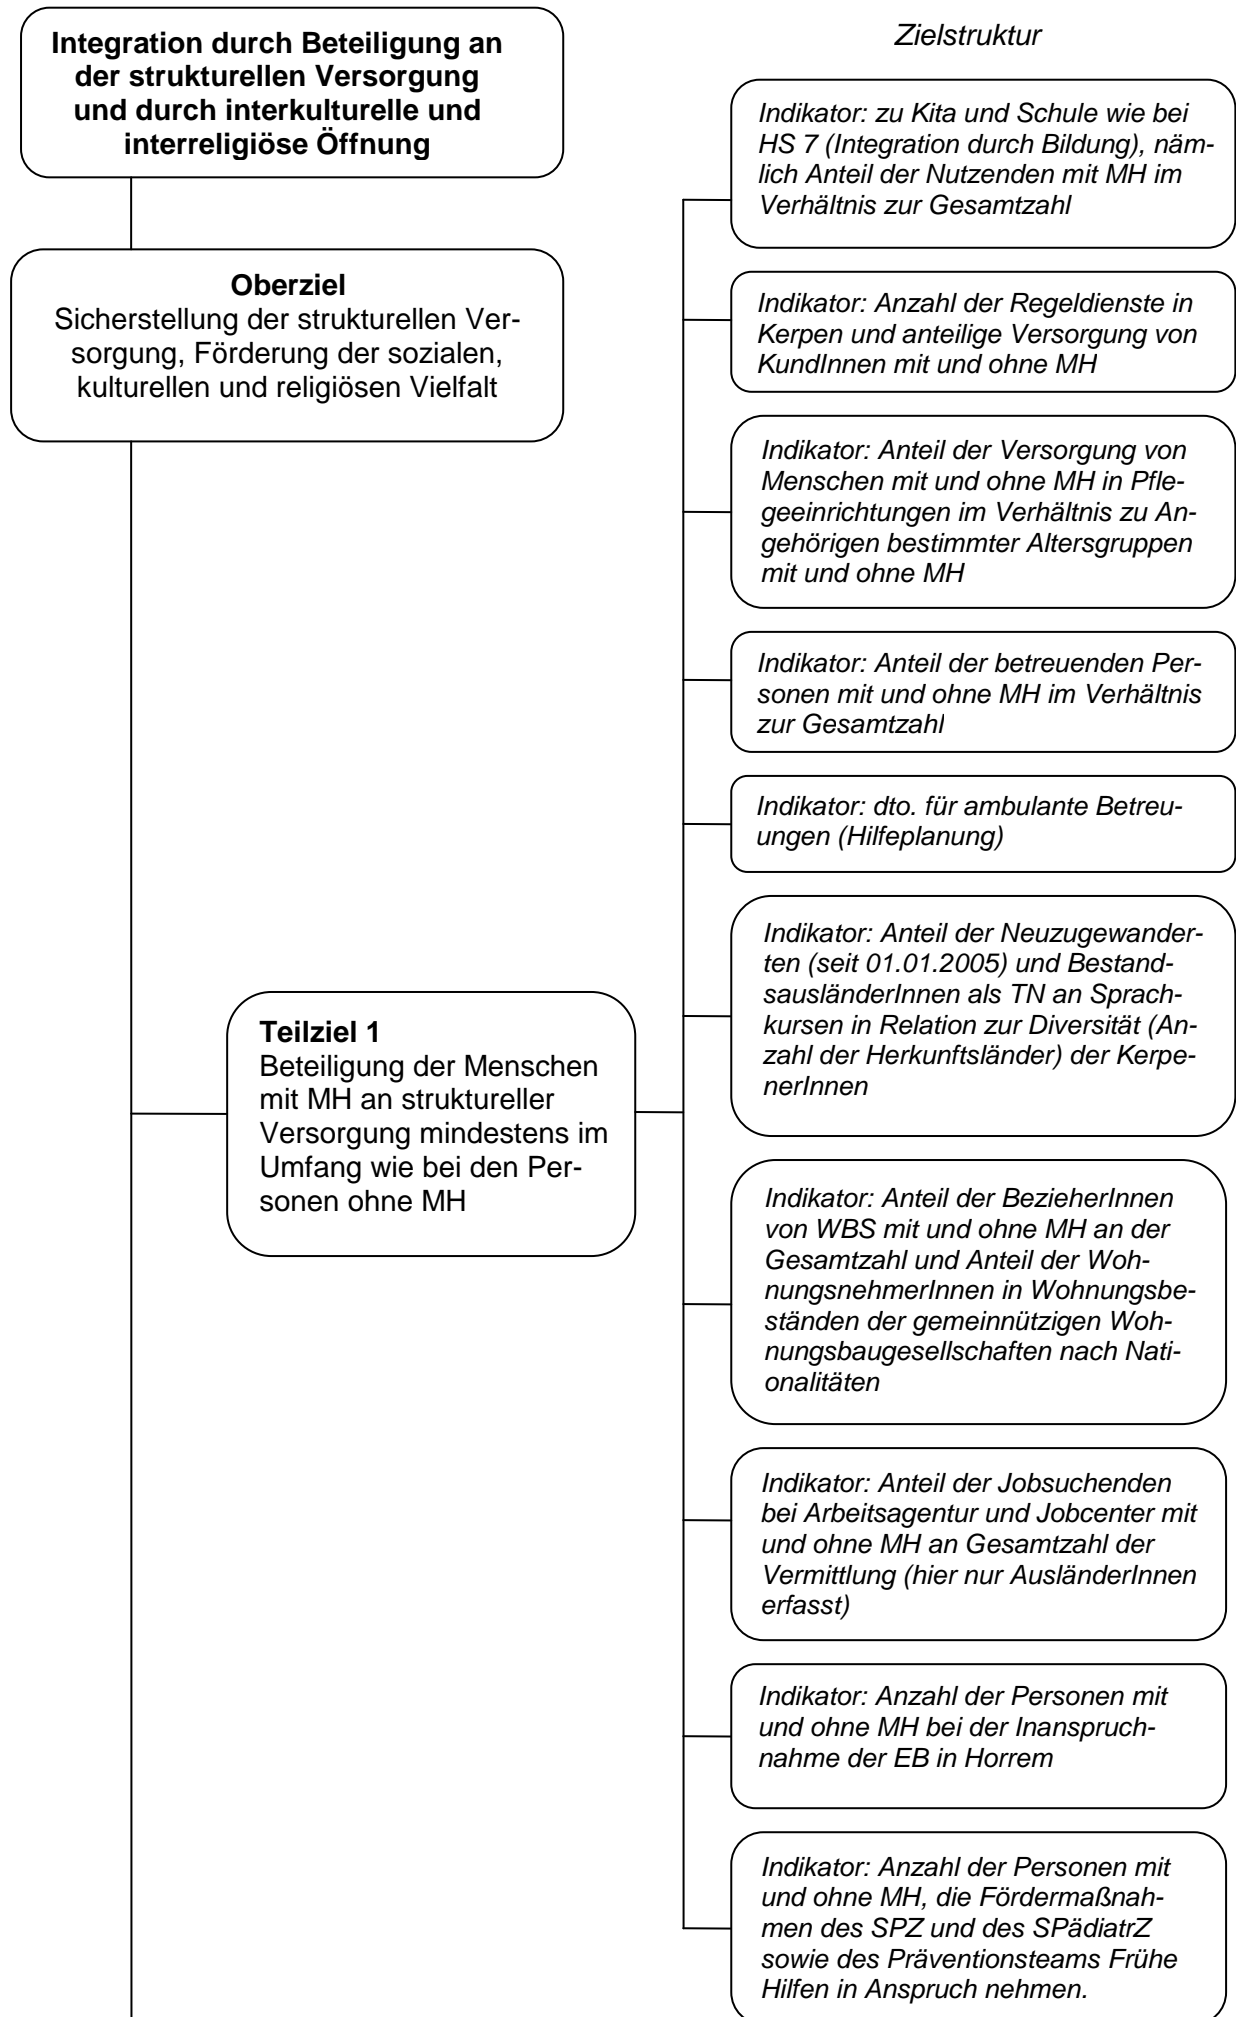 Integration durch Beteiligung an
der strukturellen Versorgung
und durch interkulturelle und
interreligiöse Öffnung
Oberziel
Sicherstellung der strukturellen Ver-
sorgung, Förderung der sozialen,
kulturellen und religiösen Vielfalt
Teilziel 1
Beteiligung der Menschen
mit MH an struktureller
Versorgung mindestens im
Umfang wie bei den Per-
sonen ohne MH
Zielstruktur
Indikator: zu Kita und Schule wie bei
HS 7 (Integration durch Bildung), näm-
lich Anteil der Nutzenden mit MH im
Verhältnis zur Gesamtzahl
Indikator: Anzahl der Regeldienste in
Kerpen und anteilige Versorgung von
KundInnen mit und ohne MH
Indikator: Anteil der Versorgung von
Menschen mit und ohne MH in Pfle-
geeinrichtungen im Verhältnis zu An-
gehörigen bestimmter Altersgruppen
mit und ohne MH
Indikator: Anteil der betreuenden Per-
sonen mit und ohne MH im Verhältnis
zur Gesamtzahl
Indikator: dto. für ambulante Betreu-
ungen (Hilfeplanung)
Indikator: Anteil der Neuzugewander-
ten (seit 01.01.2005) und Bestand-
sausländerInnen als TN an Sprach-
kursen in Relation zur Diversität (An-
zahl der Herkunftsländer) der Kerpe-
nerInnen
Indikator: Anteil der BezieherInnen
von WBS mit und ohne MH an der
Gesamtzahl und Anteil der Woh-
nungsnehmerInnen in Wohnungsbe-
ständen der gemeinnützigen Woh-
nungsbaugesellschaften nach Nati-
onalitäten
Indikator: Anteil der Jobsuchenden
bei Arbeitsagentur und Jobcenter mit
und ohne MH an Gesamtzahl der
Vermittlung (hier nur AusländerInnen
erfasst)
Indikator: Anzahl der Personen mit
und ohne MH bei der Inanspruch-
nahme der EB in Horrem
Indikator: Anzahl der Personen mit
und ohne MH, die Fördermaßnah-
men des SPZ und des SPädiatrZ
sowie des Präventionsteams Frühe
Hilfen in Anspruch nehmen.